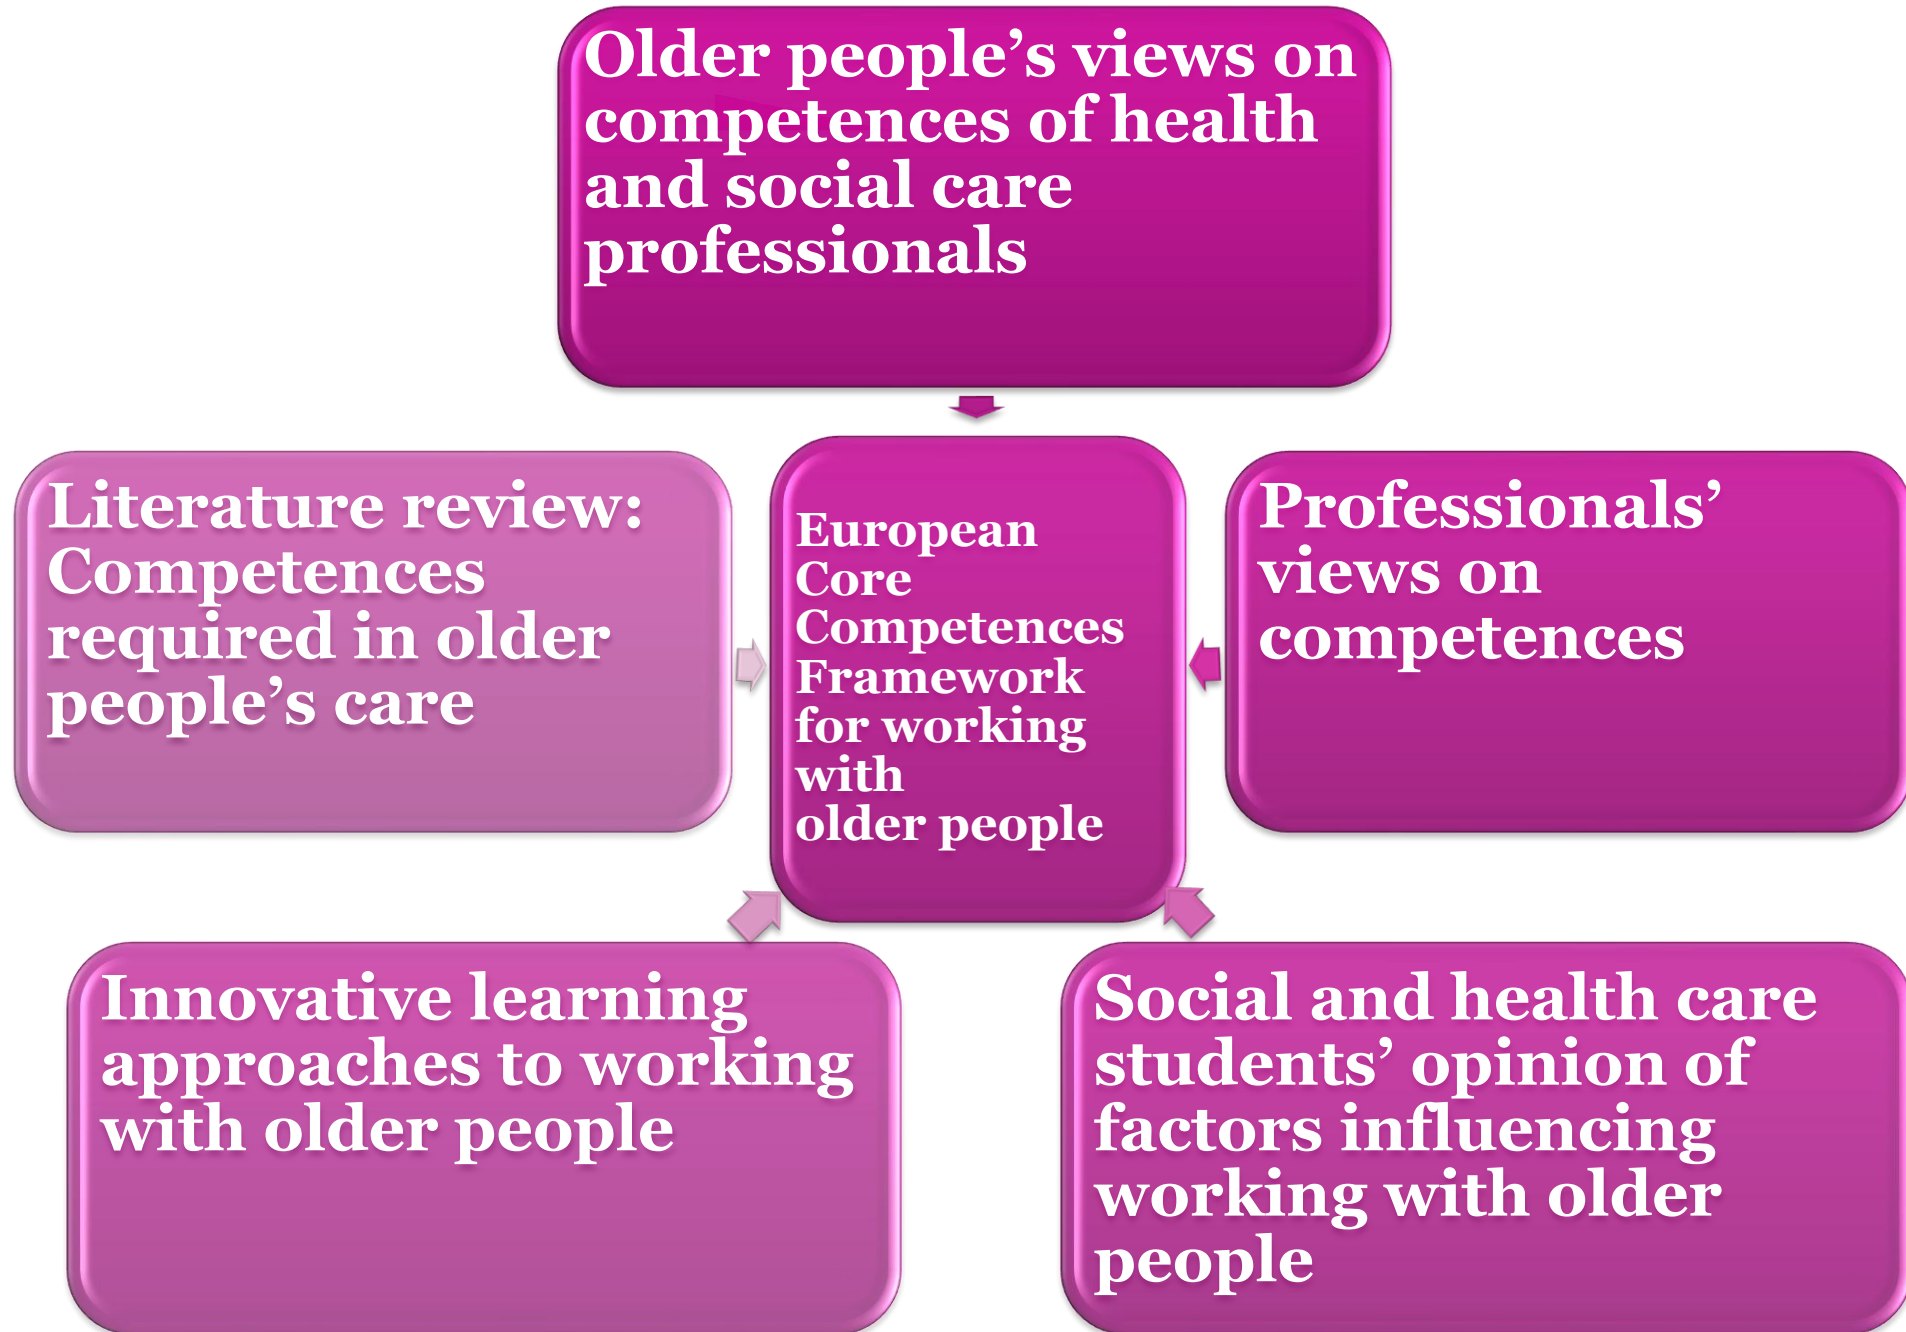 Older people’s views on
competences of health
and social care
professionals
Literature review:
Competences
required in older
people’s care
European
Core
Competences
Framework
for working
with
older people
Professionals’
views on
competences
Innovative learning
approaches to working
with older people
Social and health care
students’ opinion of
factors influencing
working with older
people